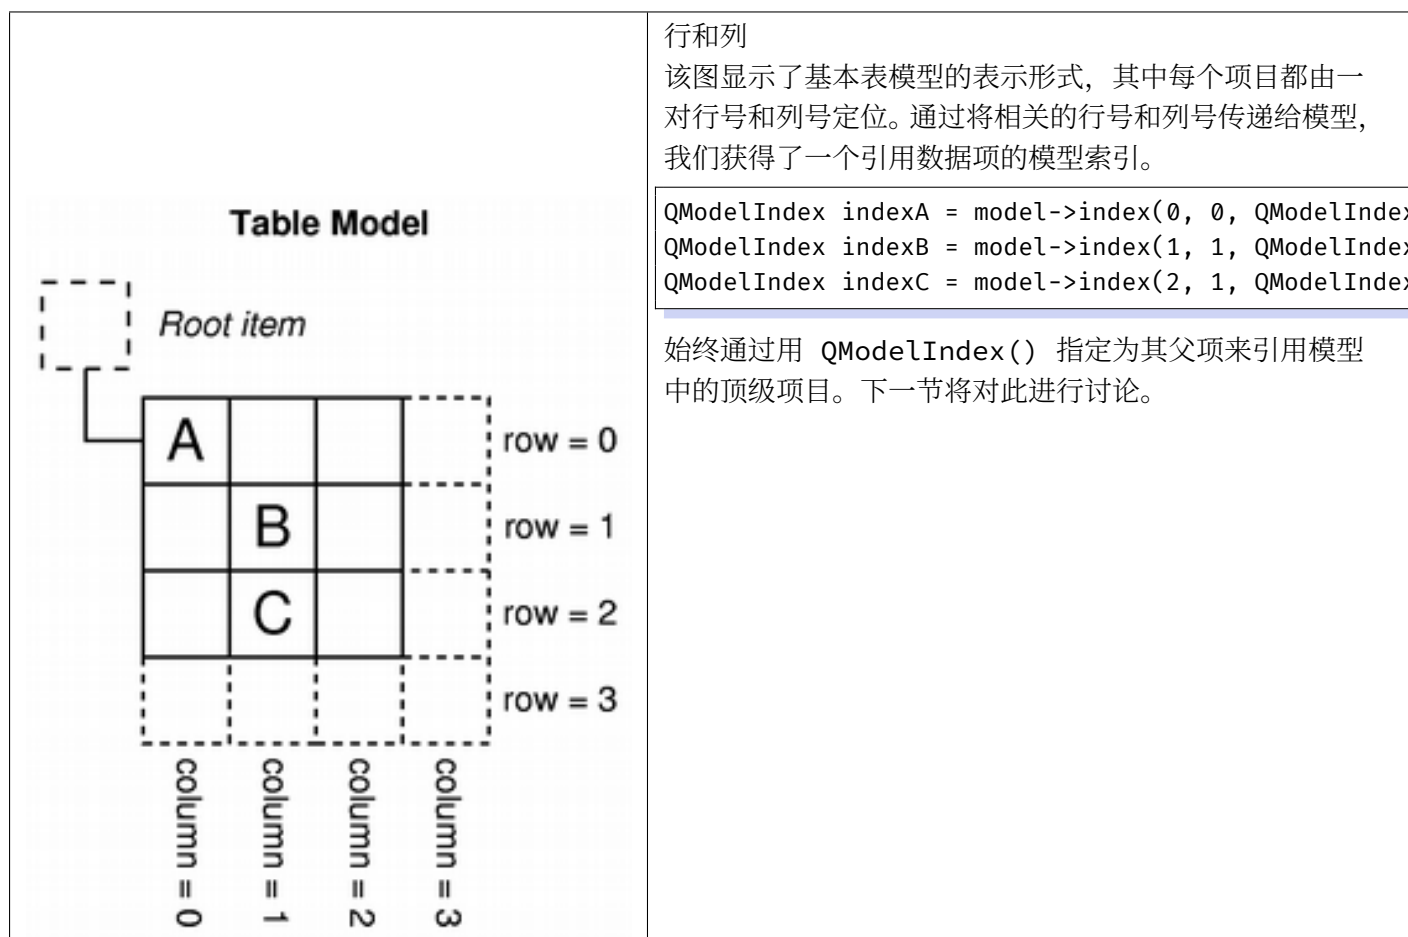 Table Model
Root item
A
B
C
row = 0
row = 1
row = 2
row = 3
column = 0
column = 1
column = 2
column = 3
行和列
该图显示了基本表模型的表示形式，其中每个项目都由一
对行号和列号定位。通过将相关的行号和列号传递给模型，
我们获得了一个引用数据项的模型索引。
QModelIndex indexA = model->index(0, 0, QModelIndex
QModelIndex indexB = model->index(1, 1, QModelIndex
QModelIndex indexC = model->index(2, 1, QModelIndex
始终通过用 QModelIndex() 指定为其父项来引用模型
中的顶级项目。下一节将对此进行讨论。